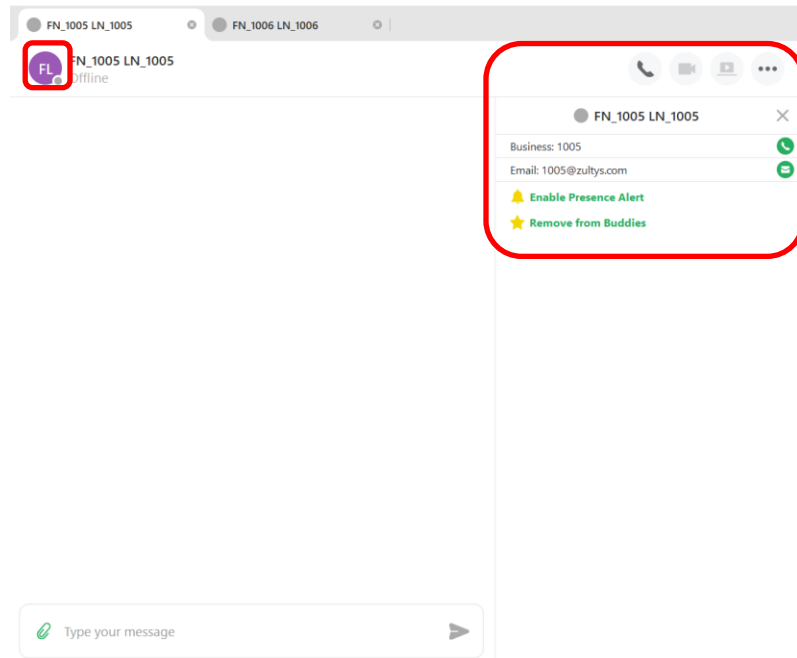 FN_1005 LN_1005
FN_1006 LN_1006
FL
FN_1005 LN_1005
Offline
FN_1005 LN_1005
Business: 1005
Email: 1005@zultys.com
Enable Presence Alert
Remove from Buddies
Type your message